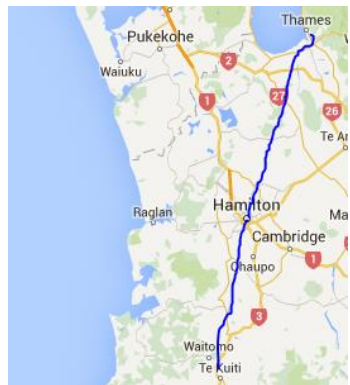 Thames
Pukekohe
W
Waiuku
2
27
1
26
Te Ar
Hamilton
Raglan
Ma
Cambridge
Ohaupo
1
3
Waitomo
Te Kuiti